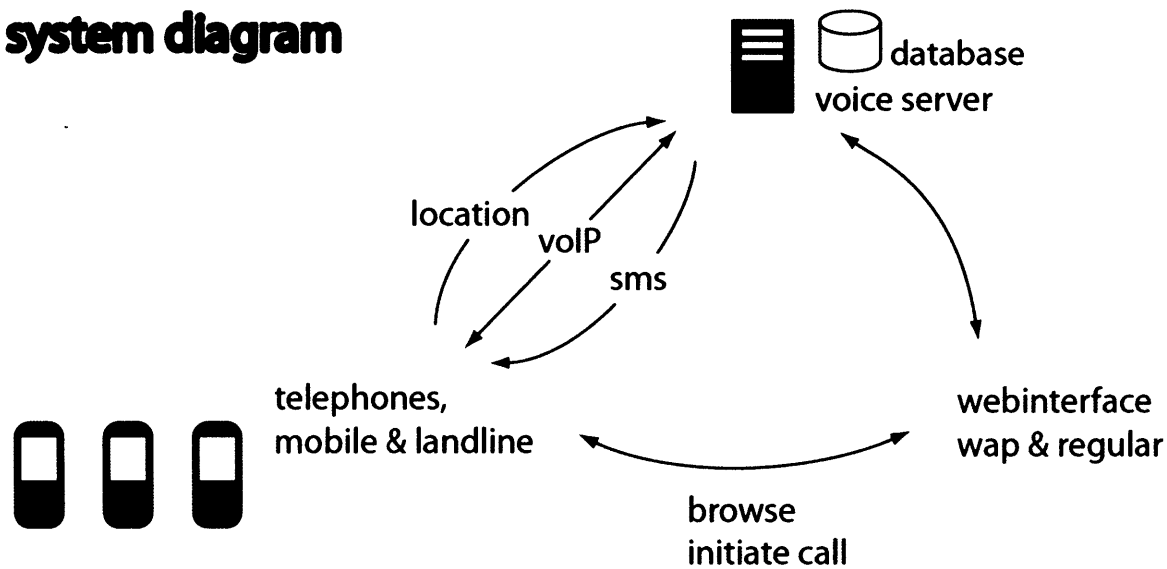 system diagram
database
voice server
location
voIP
sms
telephones,
mobile & landline
webinterface
wap & regular
browse
initiate call